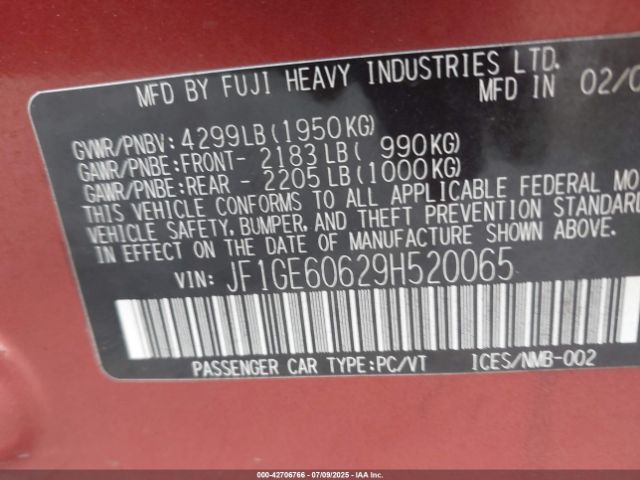 MFD BY FUJI HEAVY INDUSTRIES LTD.
MFD IN 02/0
GVWR/PNBV: 4299LB(1950KG)
GAWR/PNBE:FRONT- 2183LB( 990KG)
GAWR/PNBE:REAR - 2205LB(1000KG)
THIS VEHICLE CONFORMS TO ALL APPLICABLE FEDERAL MO
VEHICLE SAFETY, BUMPER, AND THEFT PREVENTION STANDARD
IN EFFECT ON THE DATE OF MANUFACTURE SHOWN ABOVE.
VIN: JF1GE60629H520065
PASSENGER CAR TYPE:PC/VT ICES/NMB-002
000-42706766 - 07/09/2025 - IAAI.com